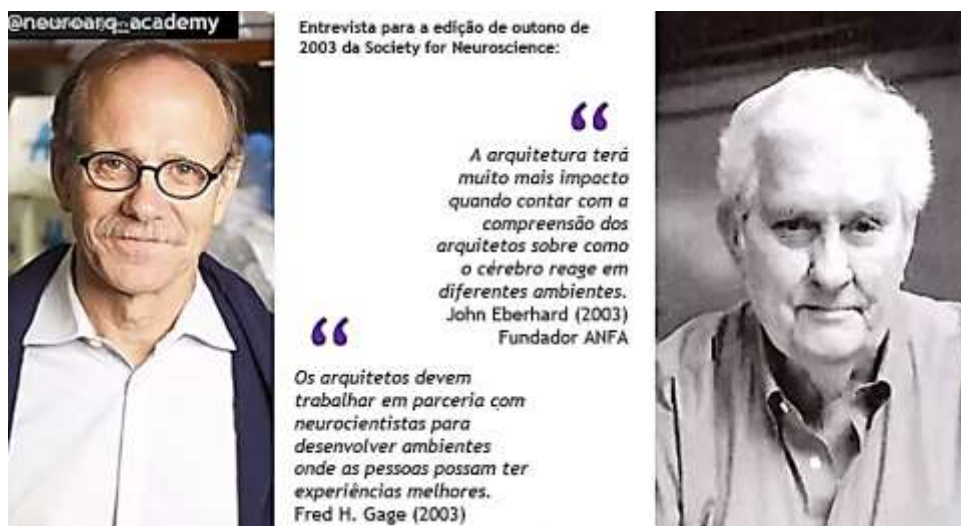 @neuroarq_academy
Entrevista para a edição de outono de
2003 da Society for Neuroscience:
“
A arquitetura terá
muito mais impacto
quando contar com a
compreensão dos
arquitetos sobre como
o cérebro reage em
diferentes ambientes.
John Eberhard (2003)
Fundador ANFA
“
Os arquitetos devem
trabalhar em parceria com
neurocientistas para
desenvolver ambientes
onde as pessoas possam ter
experiências melhores.
Fred H. Gage (2003)